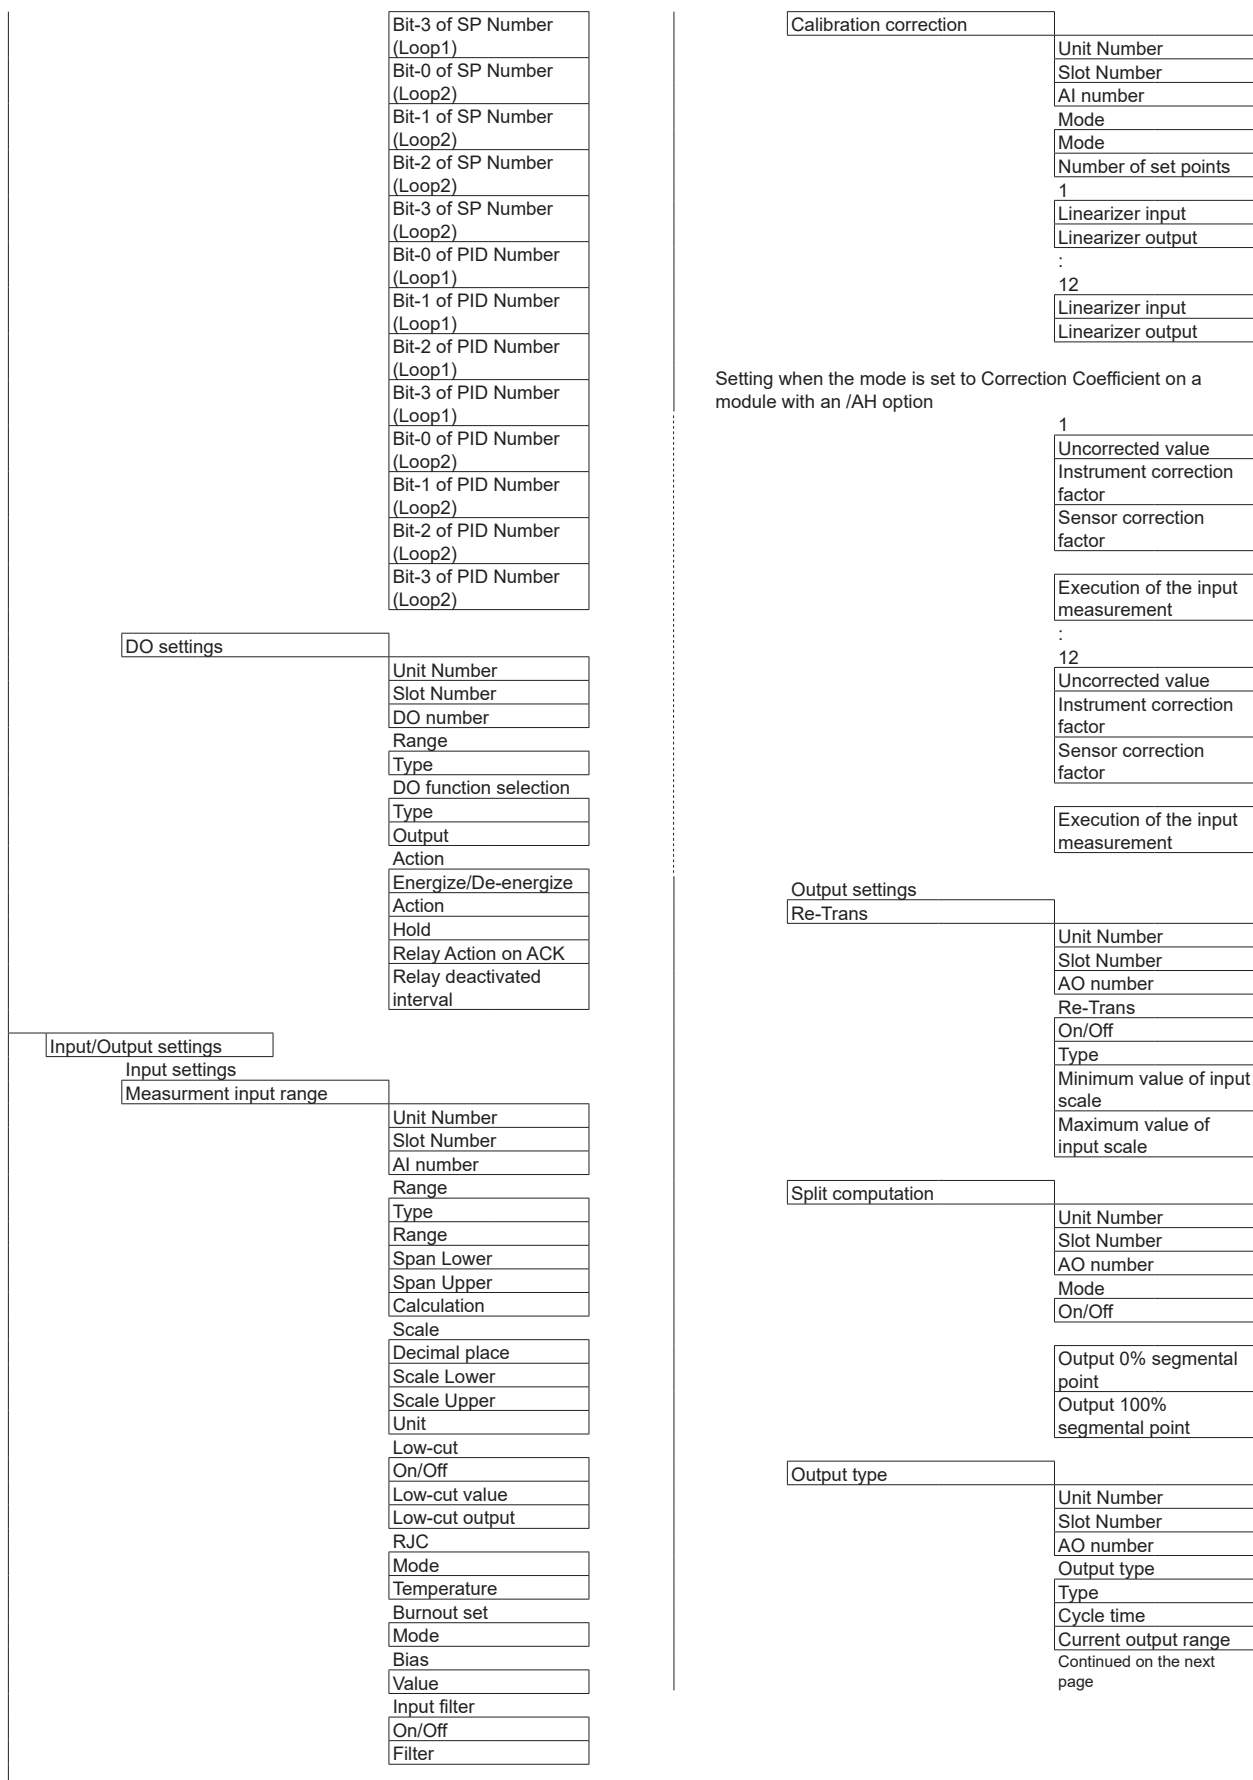 Bit-3 of SP Number
(Loop1)
Bit-0 of SP Number
(Loop2)
Bit-1 of SP Number
(Loop2)
Bit-2 of SP Number
(Loop2)
Bit-3 of SP Number
(Loop2)
Bit-0 of PID Number
(Loop1)
Bit-1 of PID Number
(Loop1)
Bit-2 of PID Number
(Loop1)
Bit-3 of PID Number
(Loop1)
Bit-0 of PID Number
(Loop2)
Bit-1 of PID Number
(Loop2)
Bit-2 of PID Number
(Loop2)
Bit-3 of PID Number
(Loop2)
DO settings
Unit Number
Slot Number
DO number
Range
Type
DO function selection
Type
Output
Action
Energize/De-energize
Action
Hold
Relay Action on ACK
Relay deactivated
interval
Input/Output settings
Input settings
Measurment input range
Unit Number
Slot Number
AI number
Range
Type
Range
Span Lower
Span Upper
Calculation
Scale
Decimal place
Scale Lower
Scale Upper
Unit
Low-cut
On/Off
Low-cut value
Low-cut output
RJC
Mode
Temperature
Burnout set
Mode
Bias
Value
Input filter
On/Off
Filter
Calibration correction
Unit Number
Slot Number
AI number
Mode
Mode
Number of set points
1
Linearizer input
Linearizer output
:
12
Linearizer input
Linearizer output
Setting when the mode is set to Correction Coefficient on a
module with an /AH option
1
Uncorrected value
Instrument correction
factor
Sensor correction
factor
Execution of the input
measurement
:
12
Uncorrected value
Instrument correction
factor
Sensor correction
factor
Execution of the input
measurement
Output settings
Re-Trans
Unit Number
Slot Number
AO number
Re-Trans
On/Off
Type
Minimum value of input
scale
Maximum value of
input scale
Split computation
Unit Number
Slot Number
AO number
Mode
On/Off
Output 0% segmental
point
Output 100%
segmental point
Output type
Unit Number
Slot Number
AO number
Output type
Type
Cycle time
Current output range
Continued on the next
page